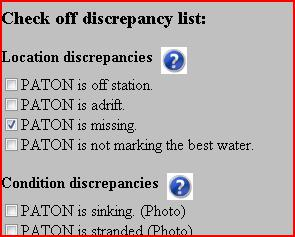 Check off discrepancy list:
Location discrepancies ?
PATON is off station.
PATON is adrift.
PATON is missing.
PATON is not marking the best water.
Condition discrepancies ?
PATON is sinking. (Photo)
PATON is stranded (Photo)